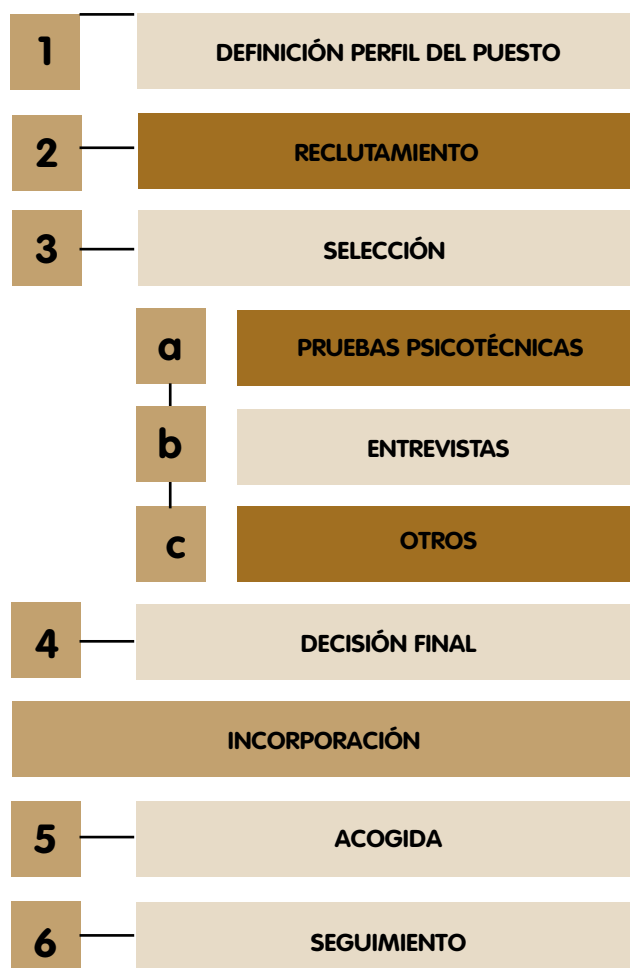 1 DEFINICIÓN PERFIL DEL PUESTO
2 RECLUTAMIENTO
3 SELECCIÓN
a PRUEBAS PSICOTÉCNICAS
b ENTREVISTAS
c OTROS
4 DECISIÓN FINAL
INCORPORACIÓN
5 ACOGIDA
6 SEGUIMIENTO